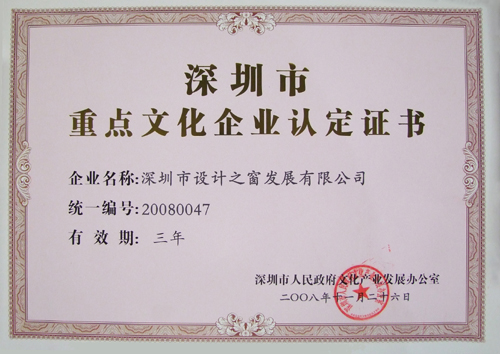 深圳市
重点文化企业认定证书
企业名称:深圳市设计之窗发展有限公司
统一编号:20080047
有效期: 三年
深圳市人民政府文化产业发展办公室
二〇〇八年十一月二十六日